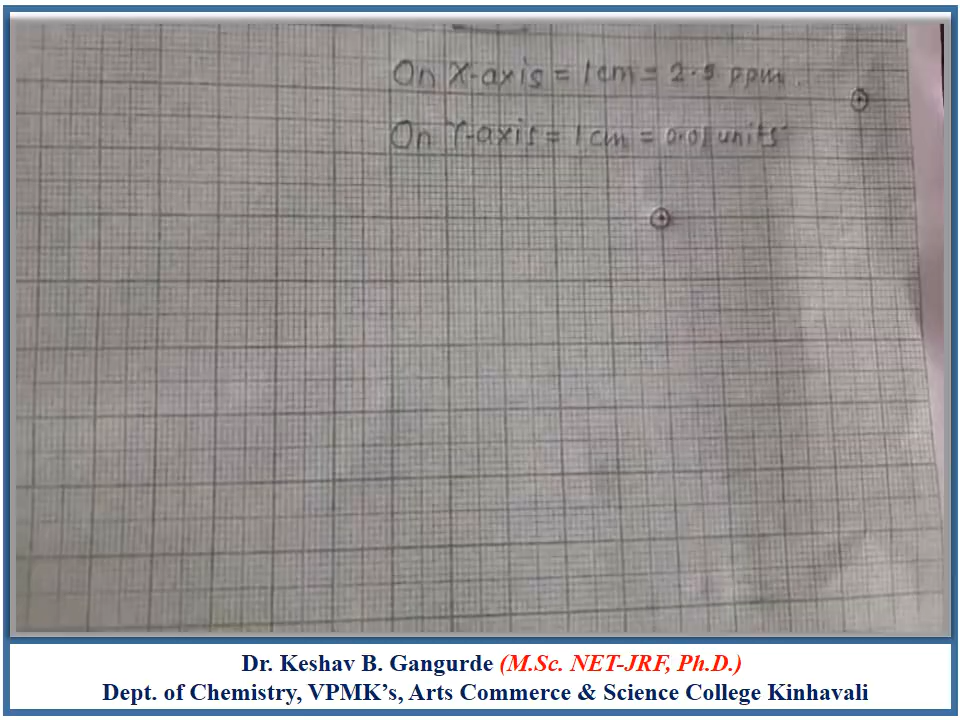 On X-axis = 1cm = 2.5 ppm.
On Y-axis = 1cm = 0.01 units
Dr. Keshav B. Gangurde (M.Sc. NET-JRF, Ph.D.)
Dept. of Chemistry, VPMK's, Arts Commerce & Science College Kinhavali